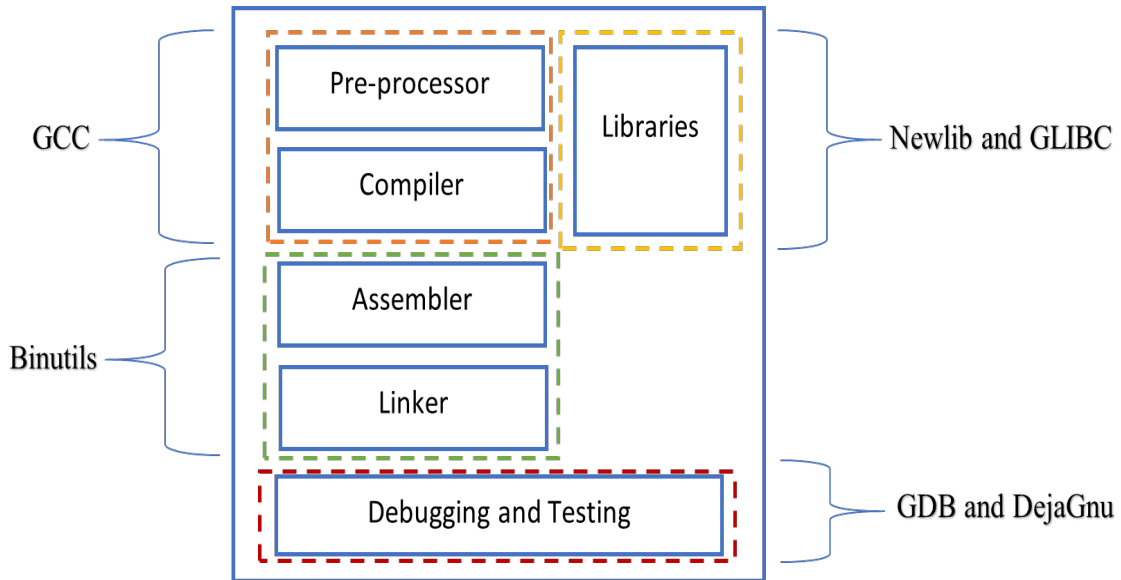 Pre-processor
GCC
Compiler
Libraries
Newlib and GLIBC
Assembler
Binutils
Linker
Debugging and Testing
GDB and DejaGnu